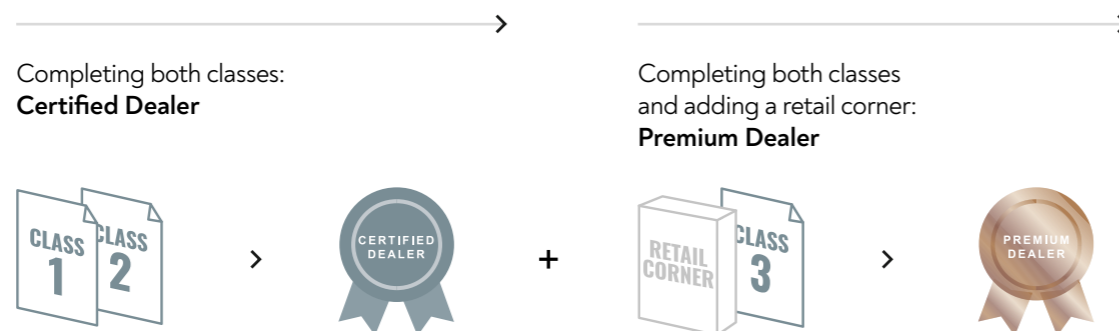 Completing both classes:
Certified Dealer
Completing both classes
and adding a retail corner:
Premium Dealer
CLASS
1
CLASS
2
>
CERTIFIED
DEALER
+
RETAIL
CORNER
CLASS
3
>
PREMIUM
DEALER